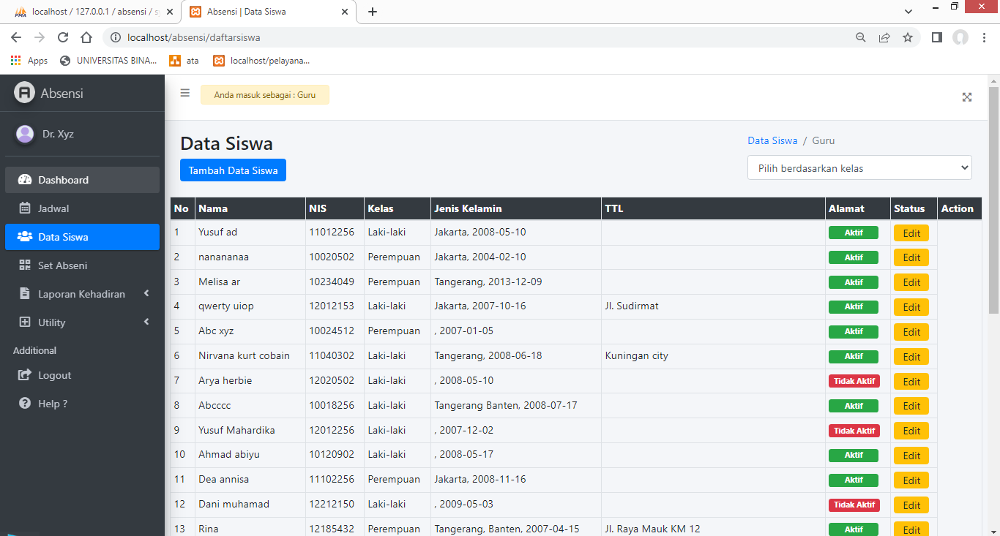 localhost / 127.0.0.1 / absensi / s
Absensi | Data Siswa
localhost/absensi/daftarsiswa
Apps UNIVERSITAS BINA... ata localhost/pelayana...
Absensi
Anda masuk sebagai : Guru
Dr. Xyz
Dashboard
Jadwal
Data Siswa
Set Abseni
Laporan Kehadiran
Utility
Additional
Logout
Help ?
Data Siswa
Data Siswa / Guru
Tambah Data Siswa
Pilih berdasarkan kelas
No Nama NIS Kelas Jenis Kelamin TTL Alamat Status Action
1 Yusuf ad 11012256 Laki-laki Jakarta, 2008-05-10 Aktif Edit
2 nanananaa 10020502 Perempuan Jakarta, 2004-02-10 Aktif Edit
3 Melisa ar 10234049 Perempuan Tangerang, 2013-12-09 Aktif Edit
4 qwerty uiop 12012153 Laki-laki Jakarta, 2007-10-16 Jl. Sudirmat Aktif Edit
5 Abc xyz 10024512 Perempuan , 2007-01-05 Aktif Edit
6 Nirvana kurt cobain 11040302 Laki-laki Tangerang, 2008-06-18 Kuningan city Aktif Edit
7 Arya herbie 12020502 Laki-laki , 2008-05-10 Tidak Aktif Edit
8 Abcccc 10018256 Laki-laki Tangerang Banten, 2008-07-17 Aktif Edit
9 Yusuf Mahardika 12012256 Laki-laki , 2007-12-02 Tidak Aktif Edit
10 Ahmad abiyu 10120902 Laki-laki , 2008-05-17 Aktif Edit
11 Dea annisa 11102256 Perempuan Jakarta, 2008-11-16 Aktif Edit
12 Dani muhamad 12212150 Laki-laki , 2009-05-03 Tidak Aktif Edit
13 Rina 12185432 Perempuan Tangerang, Banten, 2007-04-15 Jl. Raya Mauk KM 12 Aktif Edit